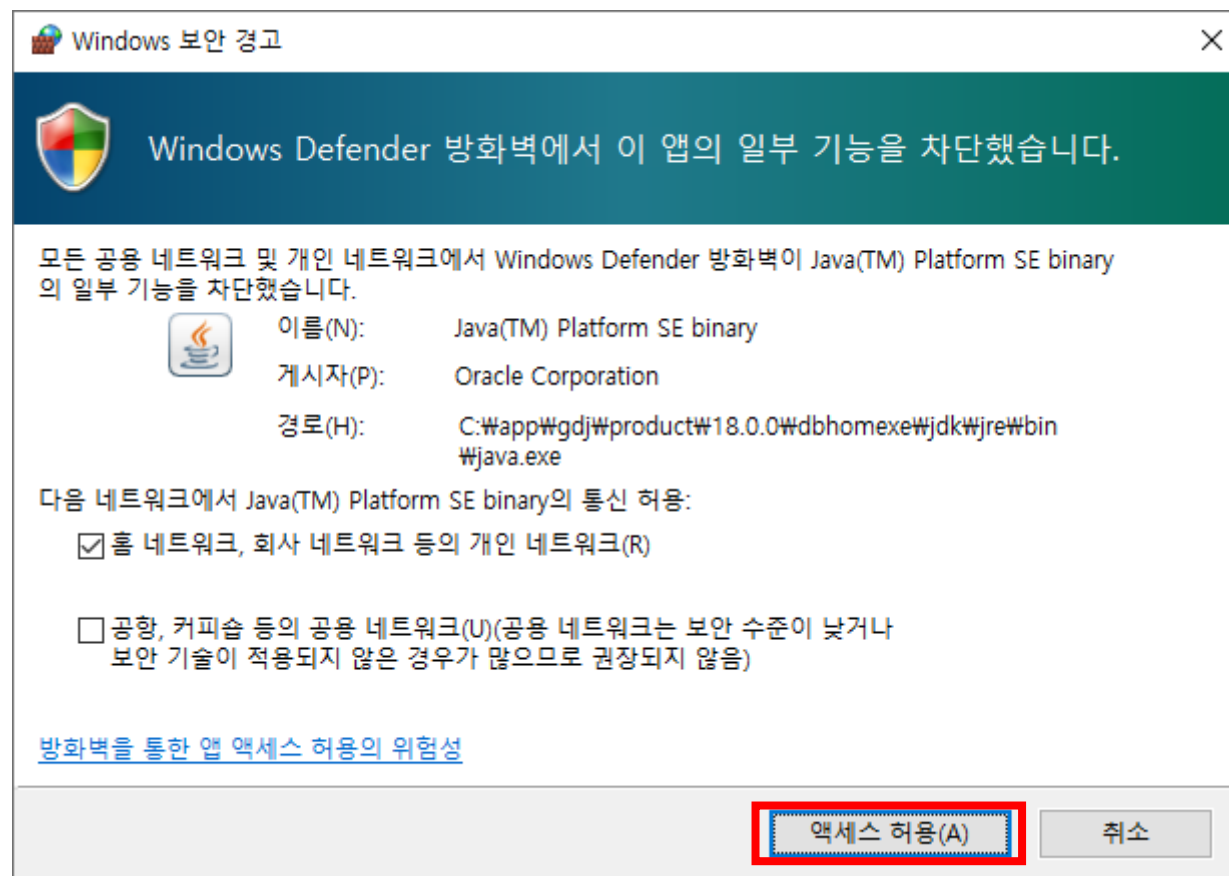 Windows 보안 경고
Windows Defender 방화벽에서 이 앱의 일부 기능을 차단했습니다.
모든 공용 네트워크 및 개인 네트워크에서 Windows Defender 방화벽이 Java(TM) Platform SE binary
의 일부 기능을 차단했습니다.
이름(N): Java(TM) Platform SE binary
게시자(P): Oracle Corporation
경로(H): C:₩app₩gdj₩product₩18.0.0₩dbhomexe₩jdk₩jre₩bin
₩java.exe
다음 네트워크에서 Java(TM) Platform SE binary의 통신 허용:
홈 네트워크, 회사 네트워크 등의 개인 네트워크(R)
공항, 커피숍 등의 공용 네트워크(U)(공용 네트워크는 보안 수준이 낮거나
보안 기술이 적용되지 않은 경우가 많으므로 권장되지 않음)
방화벽을 통한 앱 액세스 허용의 위험성
액세스 허용(A) 취소